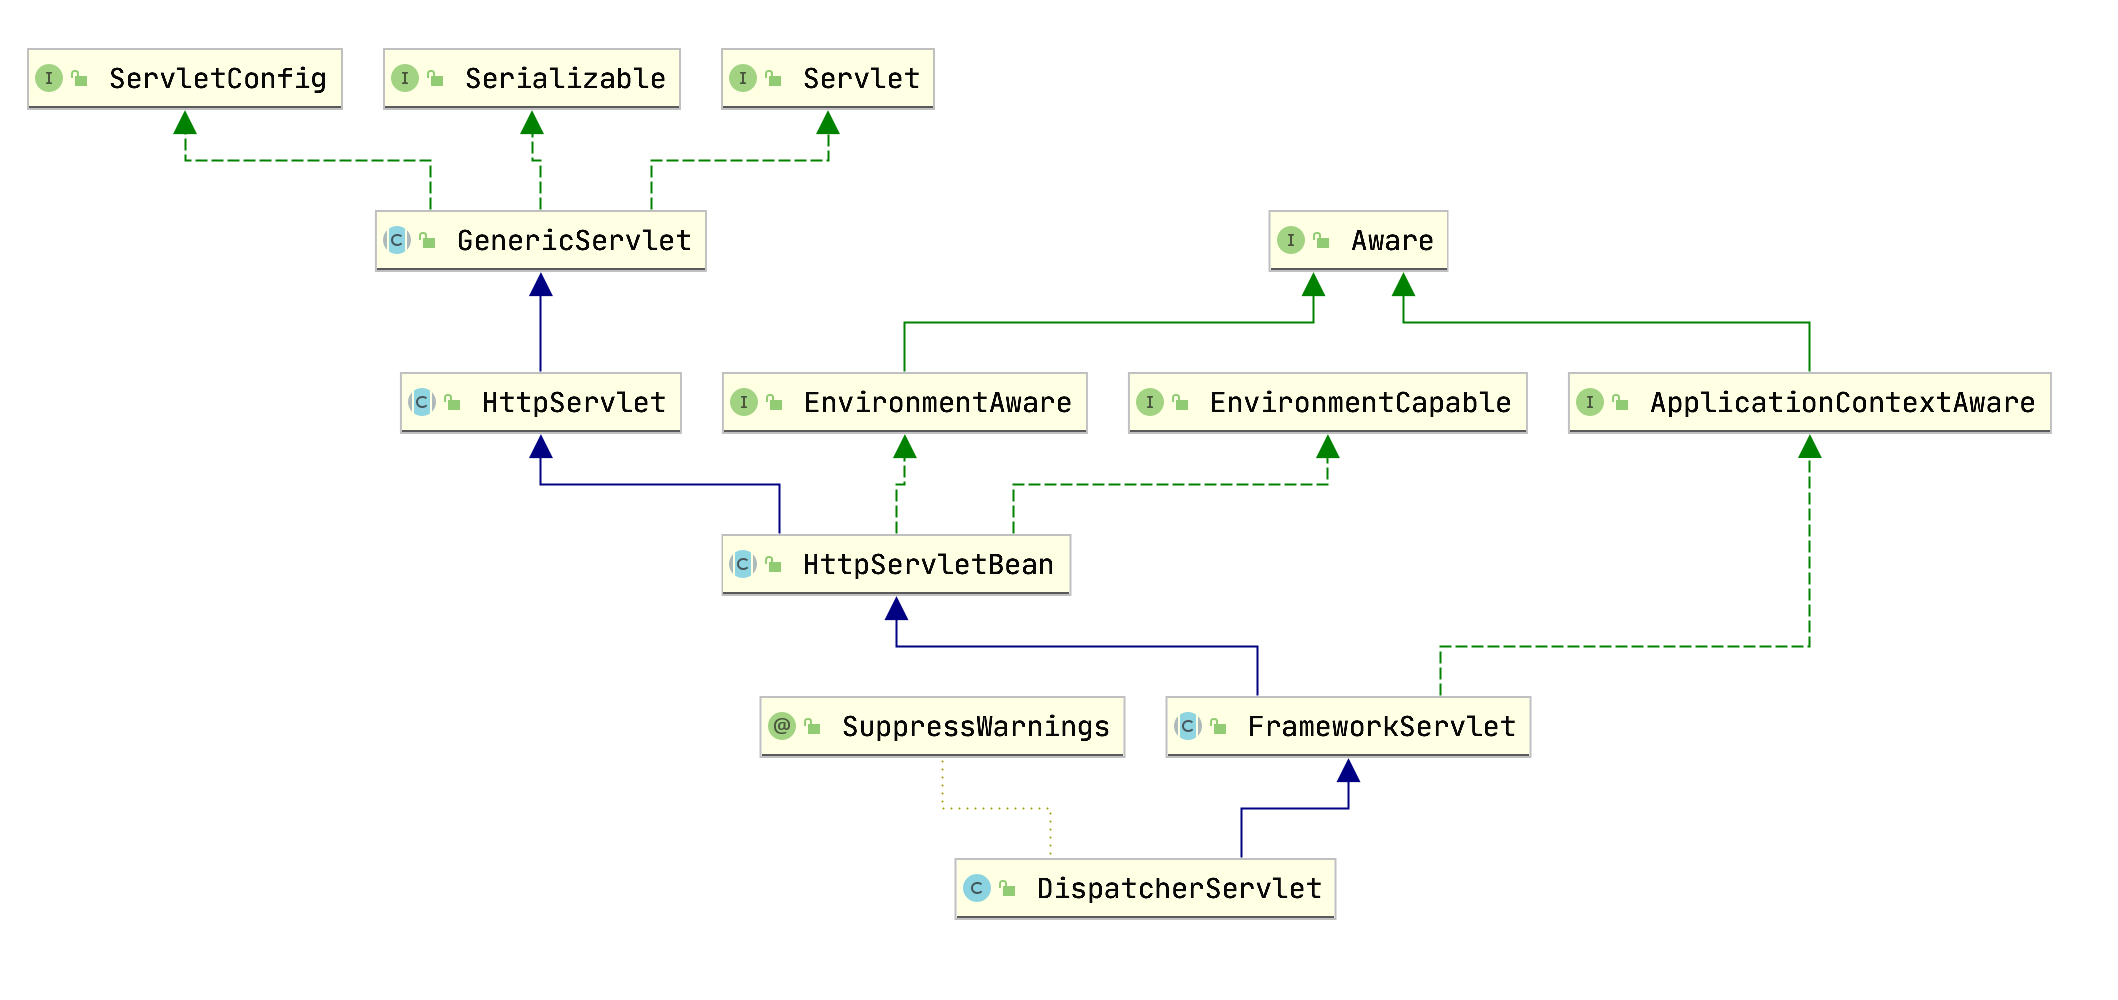 I ServletConfig
I Serializable
I Servlet
C GenericServlet
I Aware
C HttpServlet
I EnvironmentAware
I EnvironmentCapable
I ApplicationContextAware
C HttpServletBean
@ SuppressWarnings
C FrameworkServlet
C DispatcherServlet